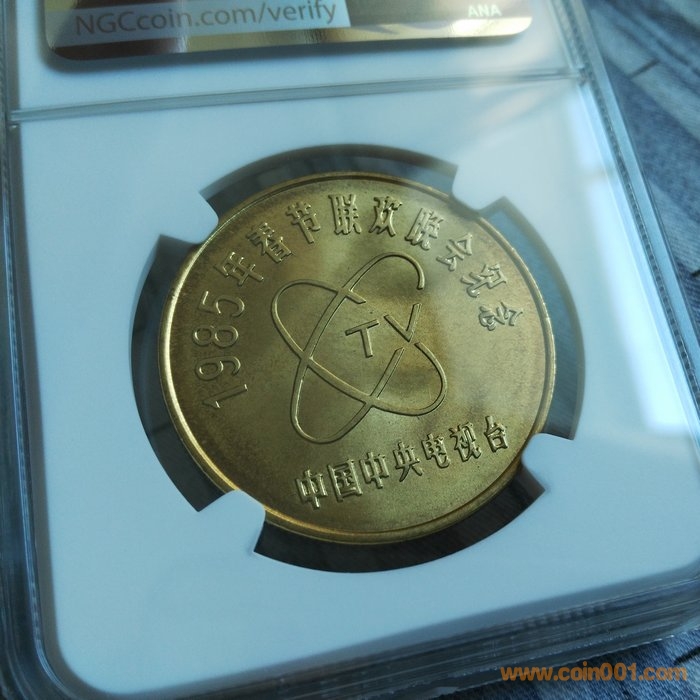 NGCcoin.com/verify
ANA
1985年春节联欢晚会纪念
TV
中国中央电视台
www.coin001.com